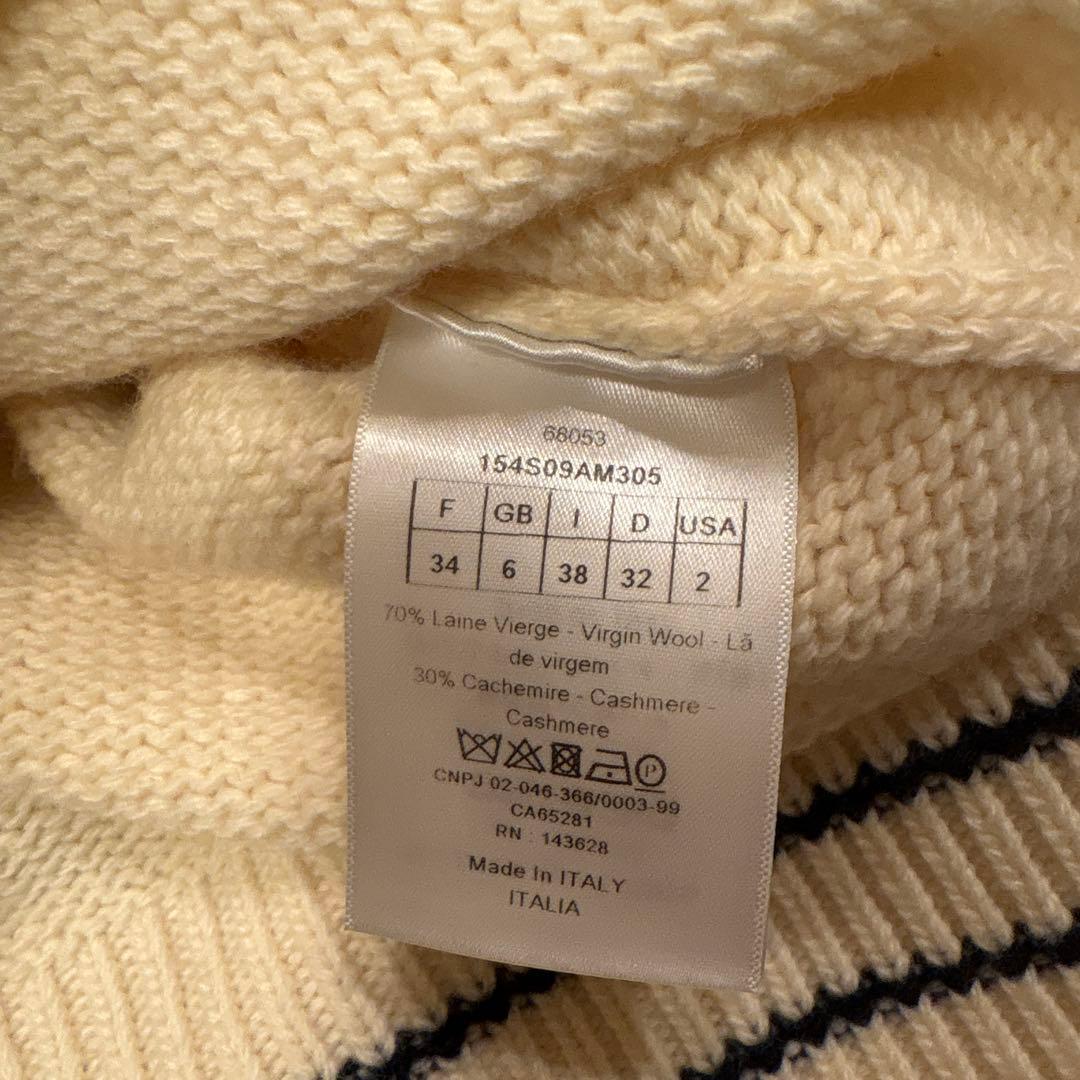 68053
154S09AM305
F GB I D USA
34 6 38 32 2
70% Laine Vierge - Virgin Wool - Lã
de virgem
30% Cachemire - Cashmere -
Cashmere
P
CNPJ 02-046-366/0003-99
CA65281
RN : 143628
Made In ITALY
ITALIA